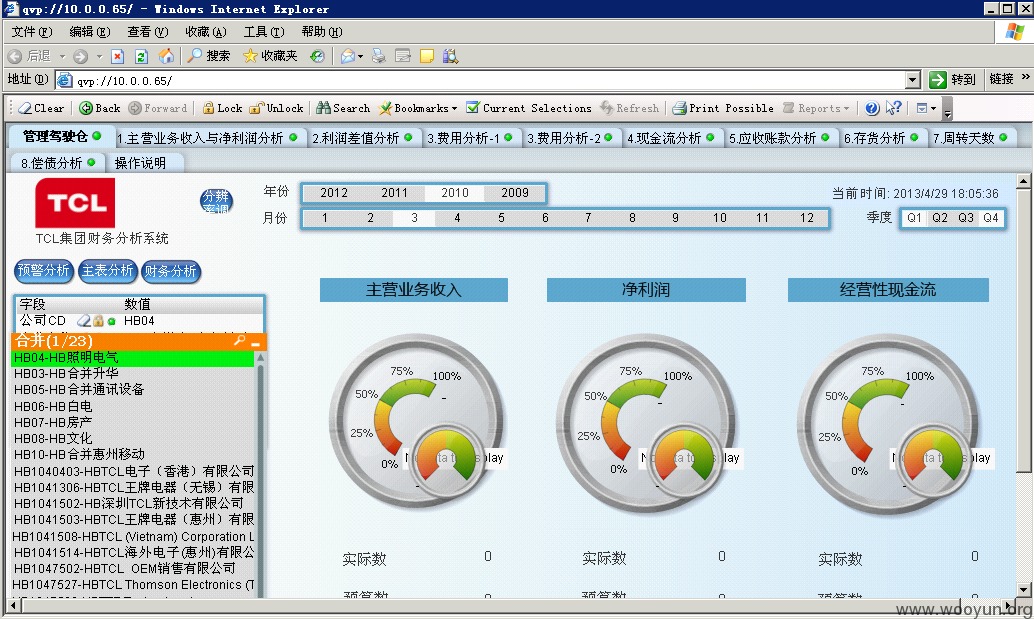 qvp://10.0.0.65/ - Windows Internet Explorer
文件(F) 编辑(E) 查看(V) 收藏(A) 工具(T) 帮助(H)
后退 搜索 收藏夹
地址(D) qvp://10.0.0.65/ 转到 链接 »
Clear Back Forward Lock Unlock Search Bookmarks Current Selections Refresh Print Possible Reports
管理驾驶仓 1.主营业务收入与净利润分析 2.利润差值分析 3.费用分析-1 3.费用分析-2 4.现金流分析 5.应收账款分析 6.存货分析 7.周转天数
8.偿债分析 操作说明
TCL
TCL集团财务分析系统
分辨
率调
年份 2012 2011 2010 2009
当前时间: 2013/4/29 18:05:36
月份 1 2 3 4 5 6 7 8 9 10 11 12
季度 Q1 Q2 Q3 Q4
预警分析 主表分析 财务分析
字段 数值
公司CD HB04
合并(1/23)
HB04-HB照明电气
HB03-HB合并升华
HB05-HB合并通讯设备
HB06-HB白电
HB07-HB房产
HB08-HB文化
HB10-HB合并惠州移动
HB1040403-HBTCL电子（香港）有限公司
HB1041306-HBTCL王牌电器（无锡）有限
HB1041502-HB深圳TCL新技术有限公司
HB1041503-HBTCL王牌电器（惠州）有限
HB1041508-HBTCL (Vietnam) Corporation L
HB1041514-HBTCL海外电子(惠州)有限公
HB1047502-HBTCL OEM销售有限公司
HB1047527-HBTCL Thomson Electronics (T
主营业务收入 净利润 经营性现金流
0% 25% 50% 75% 100% -
0% 25% 50% 75% 100% -
0% 25% 50% 75% 100% -
实际数 0 实际数 0 实际数 0
预算数 预算数 预算数
www.wooyun.org